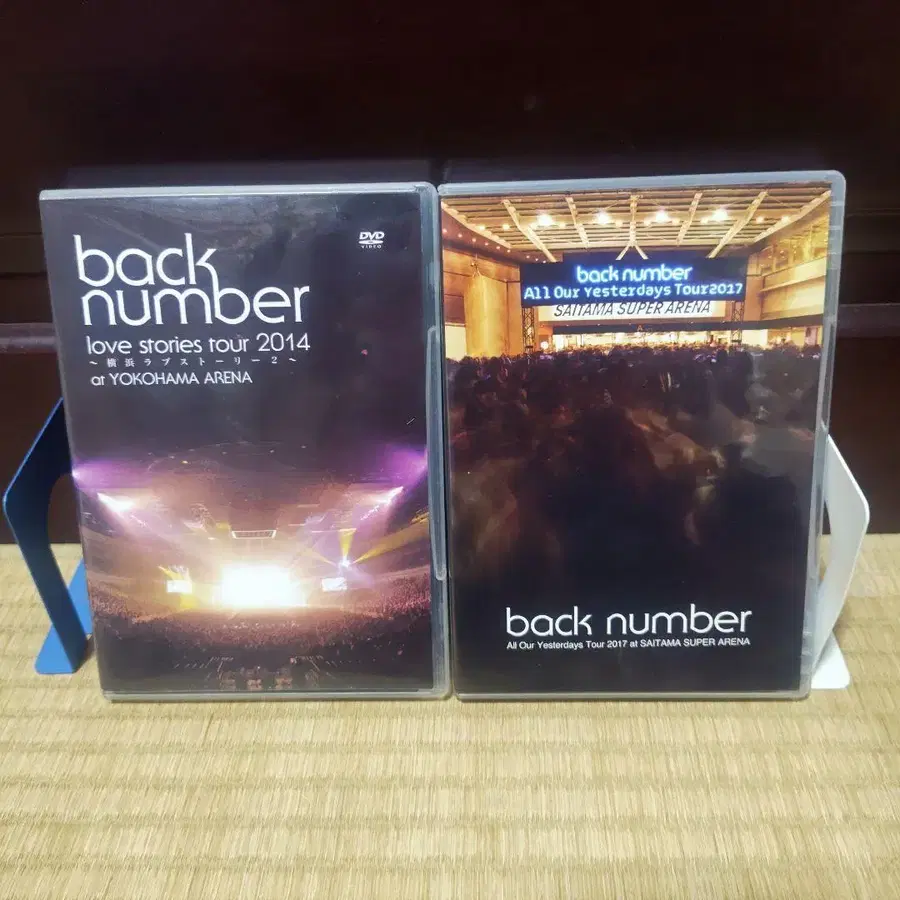 back
number
DVD
VIDEO
love stories tour 2014
~横浜ラブストーリー2~
at YOKOHAMA ARENA
back number
All Our Yesterdays Tour2017
SAITAMA SUPER ARENA
back number
All Our Yesterdays Tour 2017 at SAITAMA SUPER ARENA